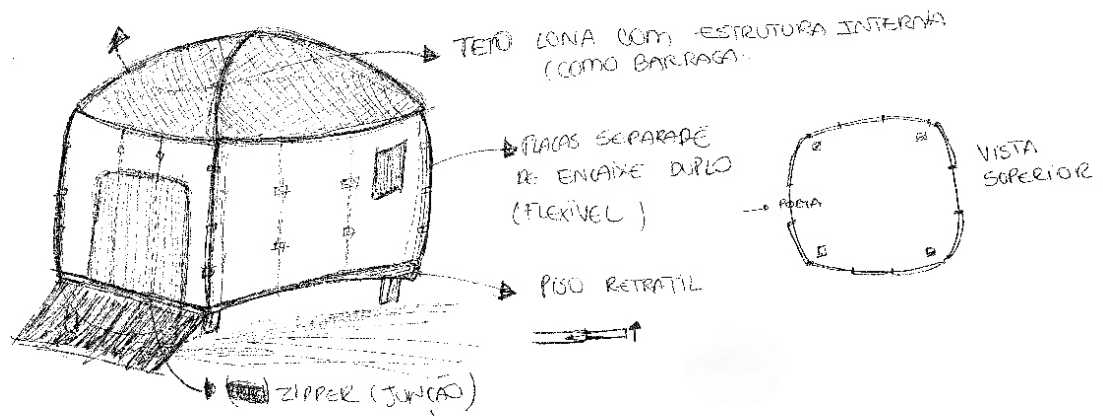 TETO LONA COM ESTRUTURA INTERNA
(COMO BARRACA.
PLACAS SEPARADE
DE ENCAIXE DUPLO
(FLEXÍVEL)
PISO RETRATIL
ZIPPER (JUNÇÃO)
PORTA
VISTA
SUPERIOR